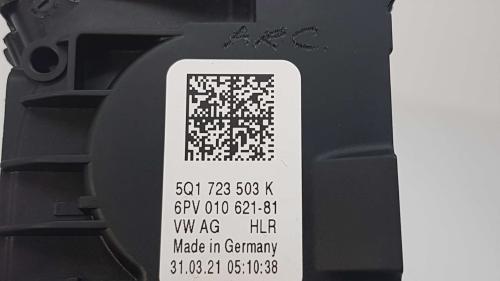 ARC.
5Q1 723 503 K
6PV 010 621-81
VW AG HLR
Made in Germany
31.03.21 05:10:38